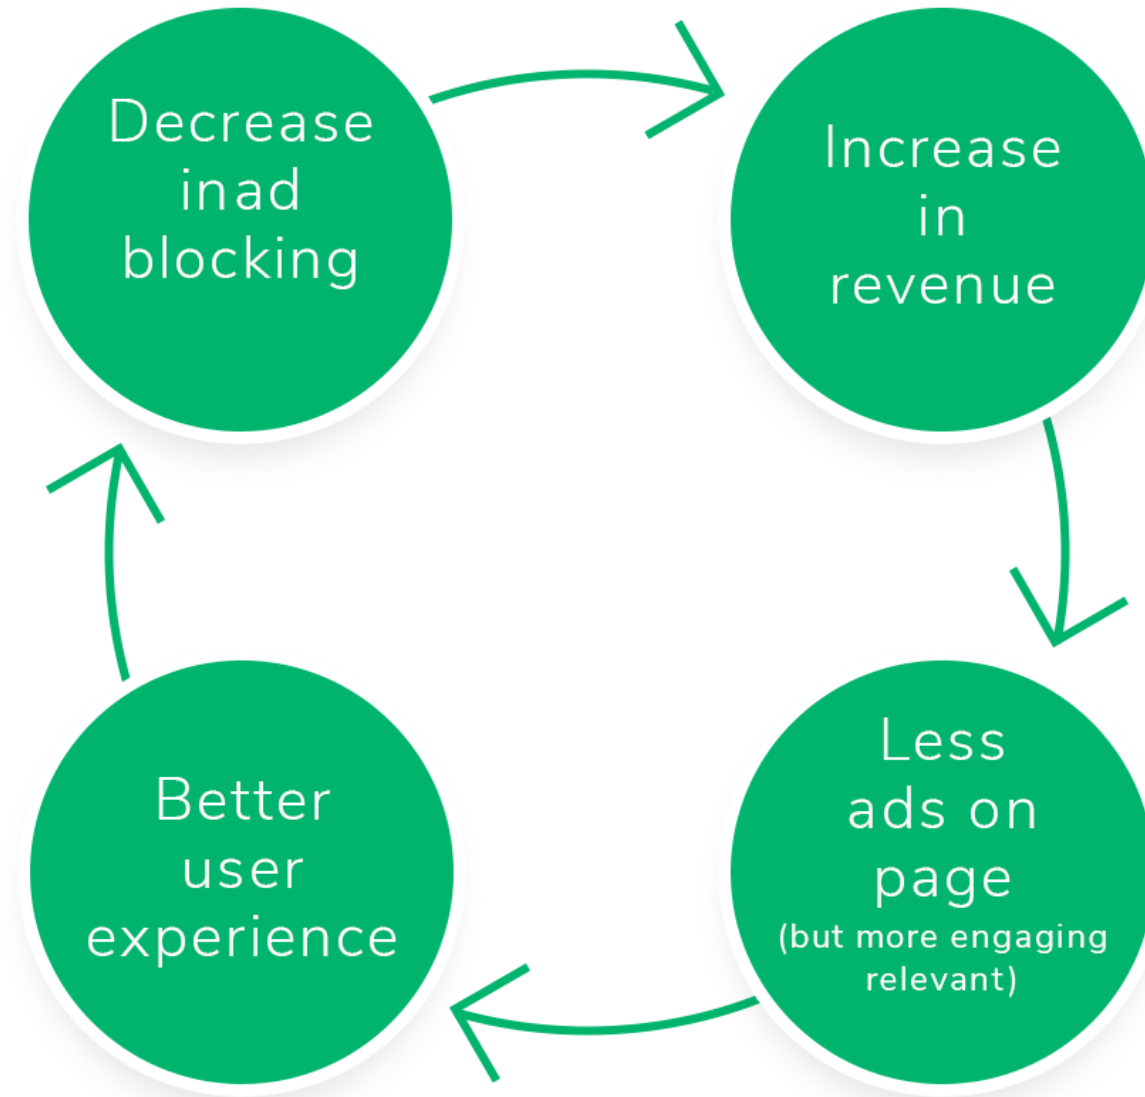 Decrease
inad
blocking
Increase
in
revenue
Less
ads on
page
(but more engaging
relevant)
Better
user
experience